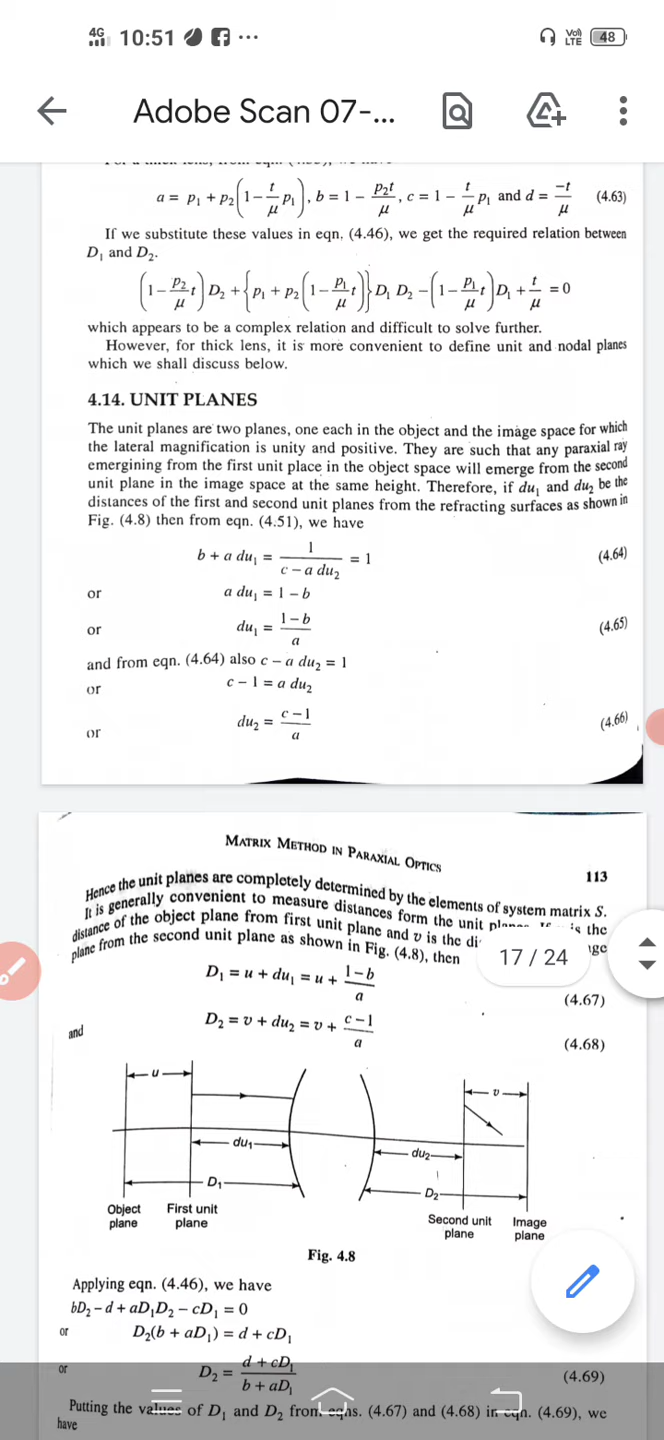 4G 10:51 ...
Vo) LTE 48
Adobe Scan 07-...
a = p₁ + p₂(1 − t/μ p₁), b = 1 − p₂t/μ, c = 1 − t/μ p₁ and d = −t/μ (4.63)
If we substitute these values in eqn. (4.46), we get the required relation between
D₁ and D₂.
(1 − p₂/μ t) D₂ + {p₁ + p₂(1 − p₁/μ t)} D₁ D₂ − (1 − p₁/μ t) D₁ + t/μ = 0
which appears to be a complex relation and difficult to solve further.
However, for thick lens, it is more convenient to define unit and nodal planes
which we shall discuss below.
4.14. UNIT PLANES
The unit planes are two planes, one each in the object and the image space for which
the lateral magnification is unity and positive. They are such that any paraxial ray
emergining from the first unit place in the object space will emerge from the second
unit plane in the image space at the same height. Therefore, if du₁ and du₂ be the
distances of the first and second unit planes from the refracting surfaces as shown in
Fig. (4.8) then from eqn. (4.51), we have
b + a du₁ = 1/(c − a du₂) = 1 (4.64)
or a du₁ = 1 − b
or du₁ = (1 − b)/a (4.65)
and from eqn. (4.64) also c − a du₂ = 1
or c − 1 = a du₂
or du₂ = (c − 1)/a (4.66)
MATRIX METHOD IN PARAXIAL OPTICS
113
Hence the unit planes are completely determined by the elements of system matrix S.
It is generally convenient to measure distances form the unit is the
distance of the object plane from first unit plane and v is the
plane from the second unit plane as shown in Fig. (4.8), then
17 / 24
D₁ = u + du₁ = u + (1 − b)/a (4.67)
and D₂ = v + du₂ = v + (c − 1)/a (4.68)
u
v
du₁
du₂
D₁
D₂
Object plane
First unit plane
Second unit plane
Image plane
Fig. 4.8
Applying eqn. (4.46), we have
bD₂ − d + aD₁D₂ − cD₁ = 0
or D₂(b + aD₁) = d + cD₁
or D₂ = (d + cD₁)/(b + aD₁) (4.69)
Putting the values of D₁ and D₂ from eqns. (4.67) and (4.68) in eqn. (4.69), we
have